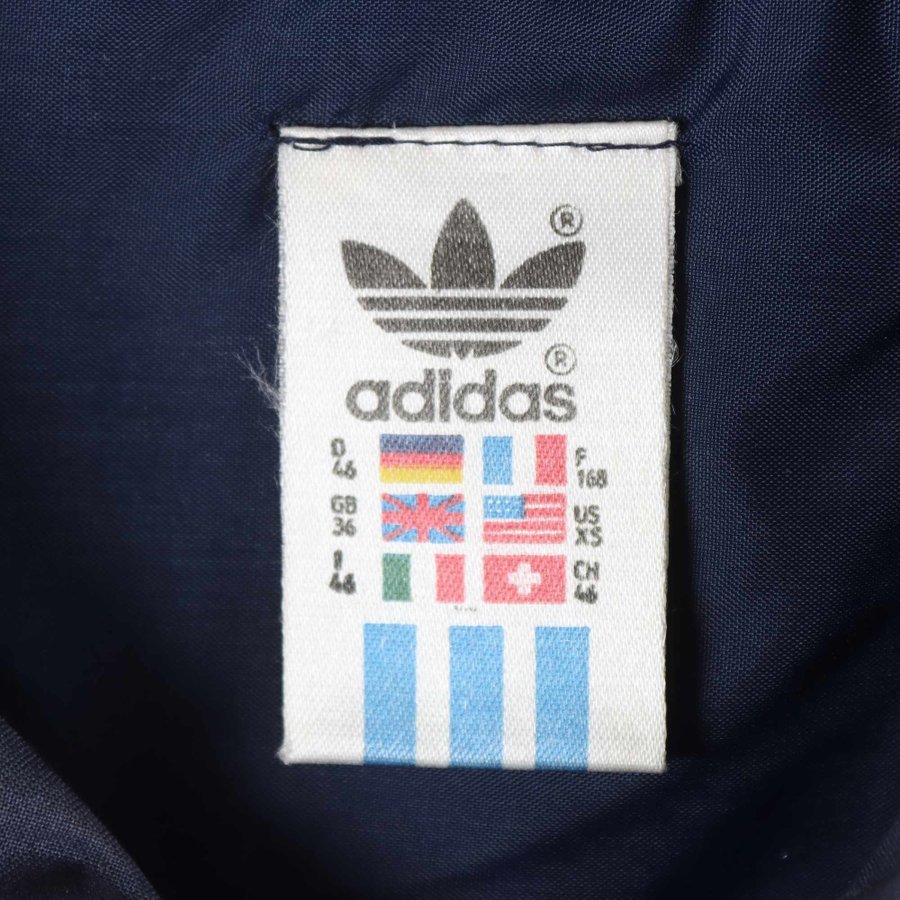 ®
®
adidas
D 46 F 168
GB 36 US XS
I 46 CH 46